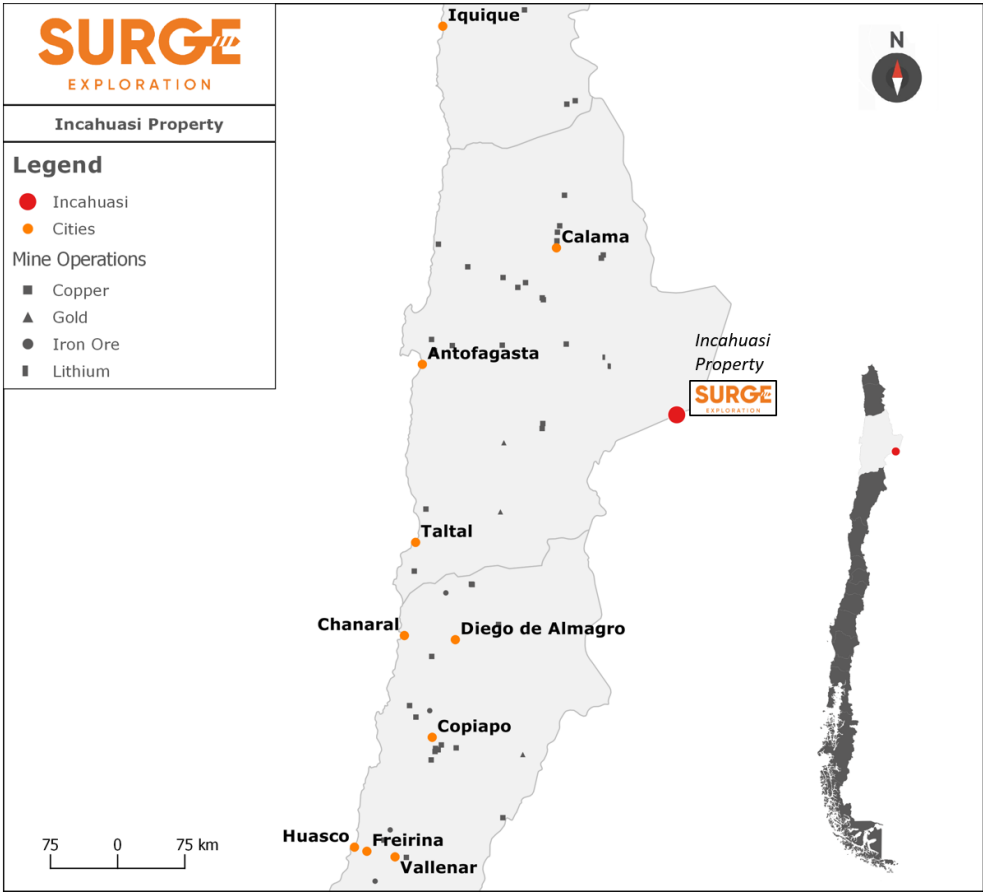 SURGE
EXPLORATION
Incahuasi Property
Legend
Incahuasi
Cities
Mine Operations
Copper
Gold
Iron Ore
Lithium
Iquique
N
Calama
Antofagasta
Incahuasi
Property
SURGE
EXPLORATION
Taltal
Chanaral
Diego de Almagro
Copiapo
Huasco
Freirina
Vallenar
75 0 75 km